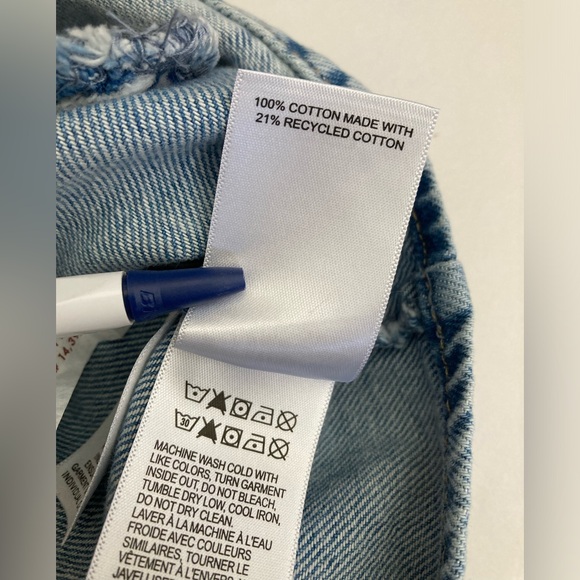 100% COTTON MADE WITH
21% RECYCLED COTTON
30
MACHINE WASH COLD WITH
LIKE COLORS, TURN GARMENT
INSIDE OUT, DO NOT BLEACH,
TUMBLE DRY LOW, COOL IRON,
DO NOT DRY CLEAN.
LAVER À LA MACHINE À L'EAU
FROIDE AVEC COULEURS
SIMILAIRES, TOURNER LE
VÊTEMENT À L'ENVERS